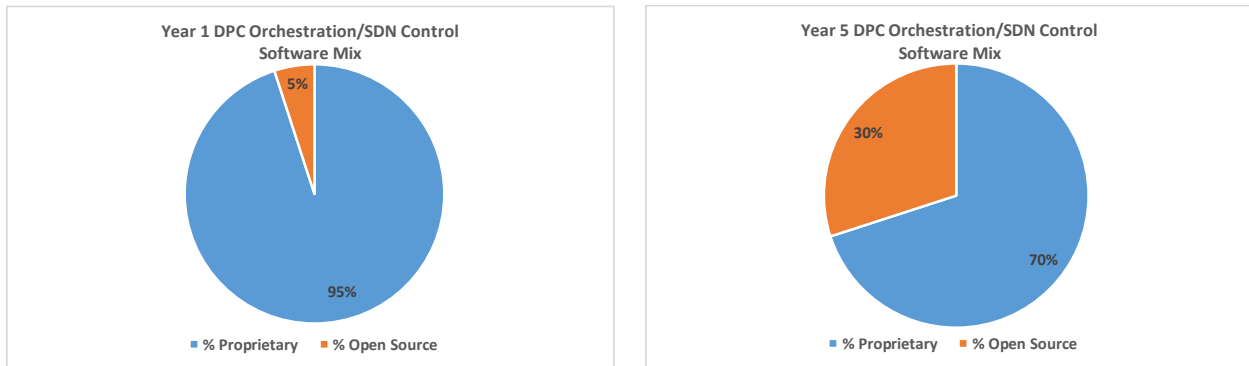 Year 1 DPC Orchestration/SDN Control
Software Mix
5%
95%
% Proprietary % Open Source
Year 5 DPC Orchestration/SDN Control
Software Mix
30%
70%
% Proprietary % Open Source